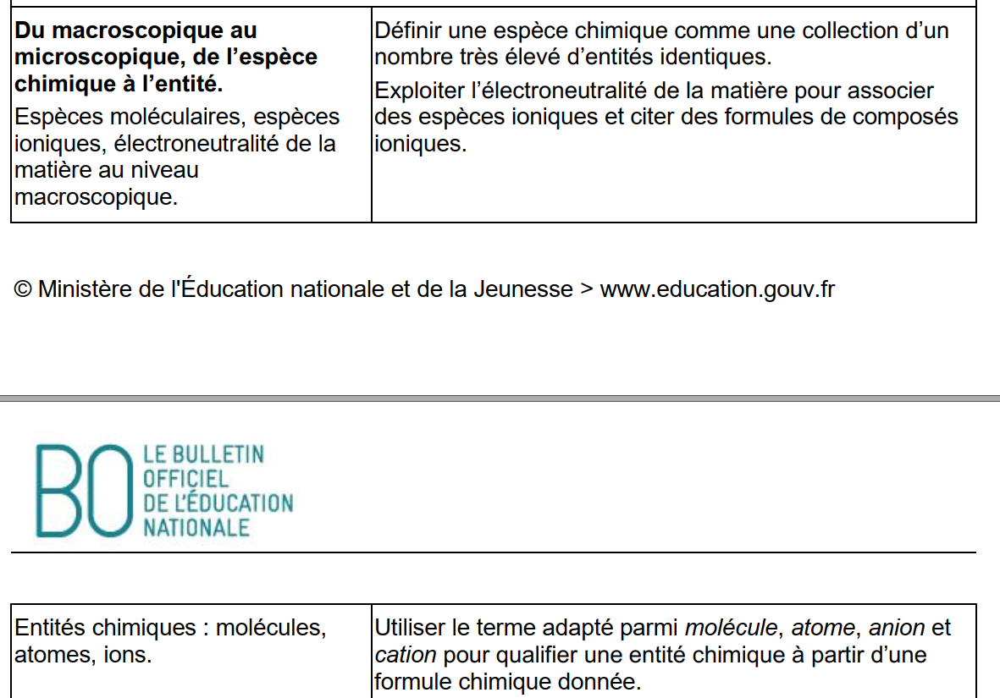 Du macroscopique au
microscopique, de l’espèce
chimique à l’entité.
Espèces moléculaires, espèces
ioniques, électroneutralité de la
matière au niveau
macroscopique.
Définir une espèce chimique comme une collection d’un
nombre très élevé d’entités identiques.
Exploiter l’électroneutralité de la matière pour associer
des espèces ioniques et citer des formules de composés
ioniques.
© Ministère de l'Éducation nationale et de la Jeunesse > www.education.gouv.fr
BO
LE BULLETIN
OFFICIEL
DE L'ÉDUCATION
NATIONALE
Entités chimiques : molécules,
atomes, ions.
Utiliser le terme adapté parmi molécule, atome, anion et
cation pour qualifier une entité chimique à partir d’une
formule chimique donnée.